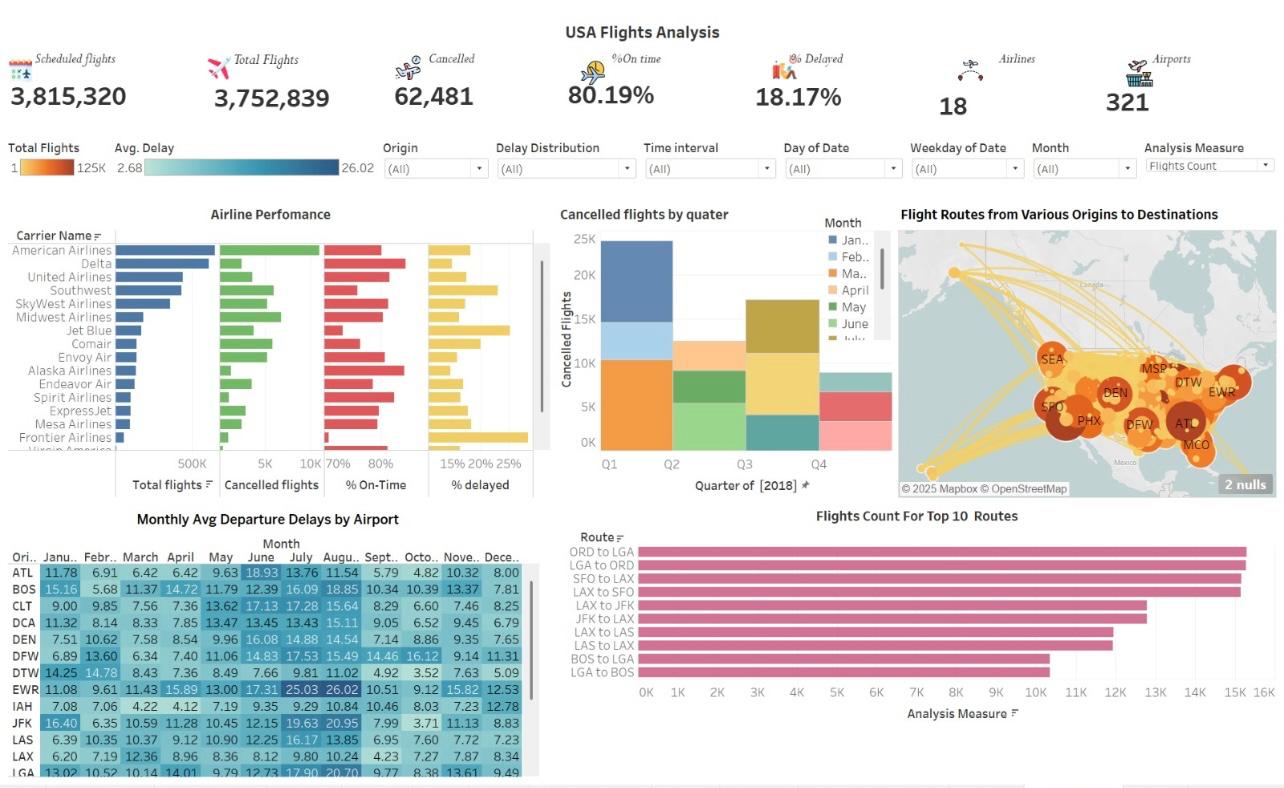 USA Flights Analysis
Scheduled flights
3,815,320
Total Flights
3,752,839
Cancelled
62,481
%On time
80.19%
% Delayed
18.17%
Airlines
18
Airports
321
Total Flights
1 125K
Avg. Delay
2.68 26.02
Origin
(All)
Delay Distribution
(All)
Time interval
(All)
Day of Date
(All)
Weekday of Date
(All)
Month
(All)
Analysis Measure
Flights Count
Airline Perfomance
Carrier Name
American Airlines
Delta
United Airlines
Southwest
SkyWest Airlines
Midwest Airlines
Jet Blue
Comair
Envoy Air
Alaska Airlines
Endeavor Air
Spirit Airlines
ExpressJet
Mesa Airlines
Frontier Airlines
Virgin America
500K 5K 10K 70% 80% 15% 20% 25%
Total flights Cancelled flights % On-Time % delayed
Cancelled flights by quater
Month
Jan..
Feb..
Ma..
April
May
June
July
25K
20K
15K
10K
5K
0K
Cancelled Flights
Q1 Q2 Q3 Q4
Quarter of [2018]
Flight Routes from Various Origins to Destinations
Canada
SEA
MSP
DTW
EWR
DEN
SFO
PHX
DFW
ATL
MCO
Mexico
© 2025 Mapbox © OpenStreetMap
2 nulls
Monthly Avg Departure Delays by Airport
Month
Ori.. Janu.. Febr.. March April May June July Augu.. Sept.. Octo.. Nove.. Dece..
ATL 11.78 6.91 6.42 6.42 9.63 18.93 13.76 11.54 5.79 4.82 10.32 8.00
BOS 15.16 5.68 11.37 14.72 11.79 12.39 16.09 18.85 10.34 10.39 13.37 7.81
CLT 9.00 9.85 7.56 7.36 13.62 17.13 17.28 15.64 8.29 6.60 7.46 8.25
DCA 11.32 8.14 8.33 7.85 13.47 13.45 13.43 15.11 9.05 6.52 9.45 6.79
DEN 7.51 10.62 7.58 8.54 9.96 16.08 14.88 14.54 7.14 8.86 9.35 7.65
DFW 6.89 13.60 6.34 7.40 11.06 14.83 17.53 15.49 14.46 16.12 9.14 11.31
DTW 14.25 14.78 8.43 7.36 8.49 7.66 9.81 11.02 4.92 3.52 7.63 5.09
EWR 11.08 9.61 11.43 15.89 13.00 17.31 25.03 26.02 10.51 9.12 15.82 12.53
IAH 7.08 7.06 4.22 4.12 7.19 9.35 9.29 10.84 10.46 8.03 7.23 12.78
JFK 16.40 6.35 10.59 11.28 10.45 12.15 19.63 20.95 7.99 3.71 11.13 8.83
LAS 6.39 10.35 10.37 9.12 10.90 12.25 16.17 13.85 6.95 7.60 7.72 7.23
LAX 6.20 7.19 12.36 8.96 8.36 8.12 9.80 10.24 4.23 7.27 7.87 8.34
LGA 13.02 10.52 10.14 14.01 9.79 12.73 17.90 20.70 9.77 8.38 13.61 9.49
Flights Count For Top 10 Routes
Route
ORD to LGA
LGA to ORD
SFO to LAX
LAX to SFO
LAX to JFK
JFK to LAX
LAX to LAS
LAS to LAX
BOS to LGA
LGA to BOS
0K 1K 2K 3K 4K 5K 6K 7K 8K 9K 10K 11K 12K 13K 14K 15K 16K
Analysis Measure